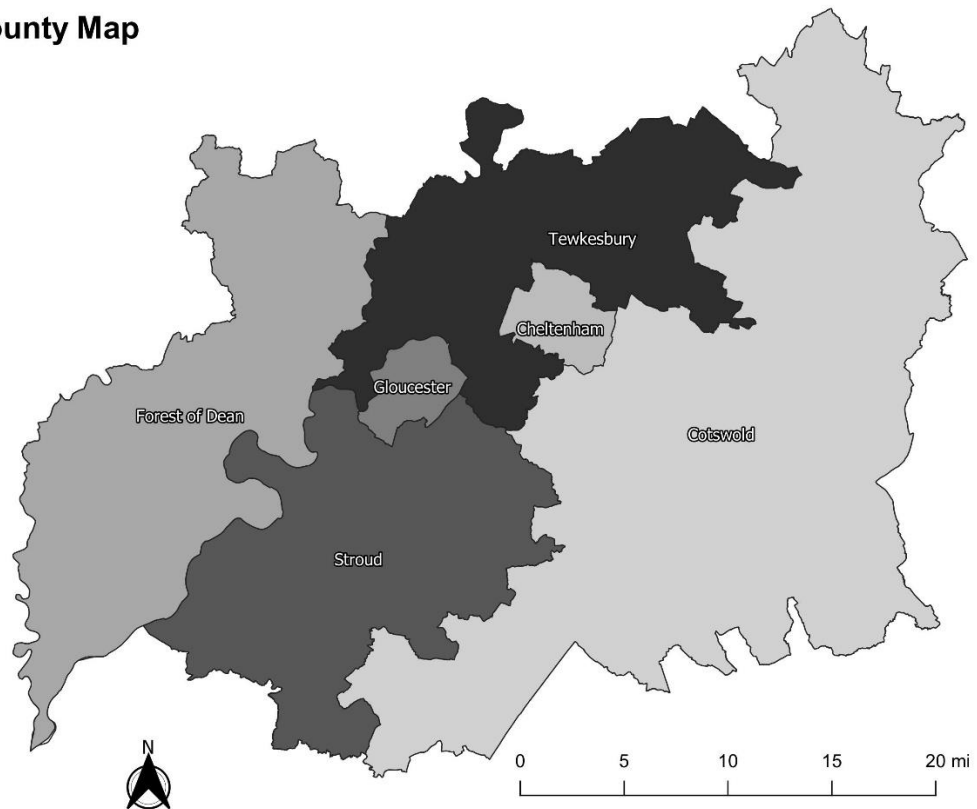 ounty Map
Tewkesbury
Cheltenham
Gloucester
Forest of Dean
Cotswold
Stroud
N
0 5 10 15 20 mi